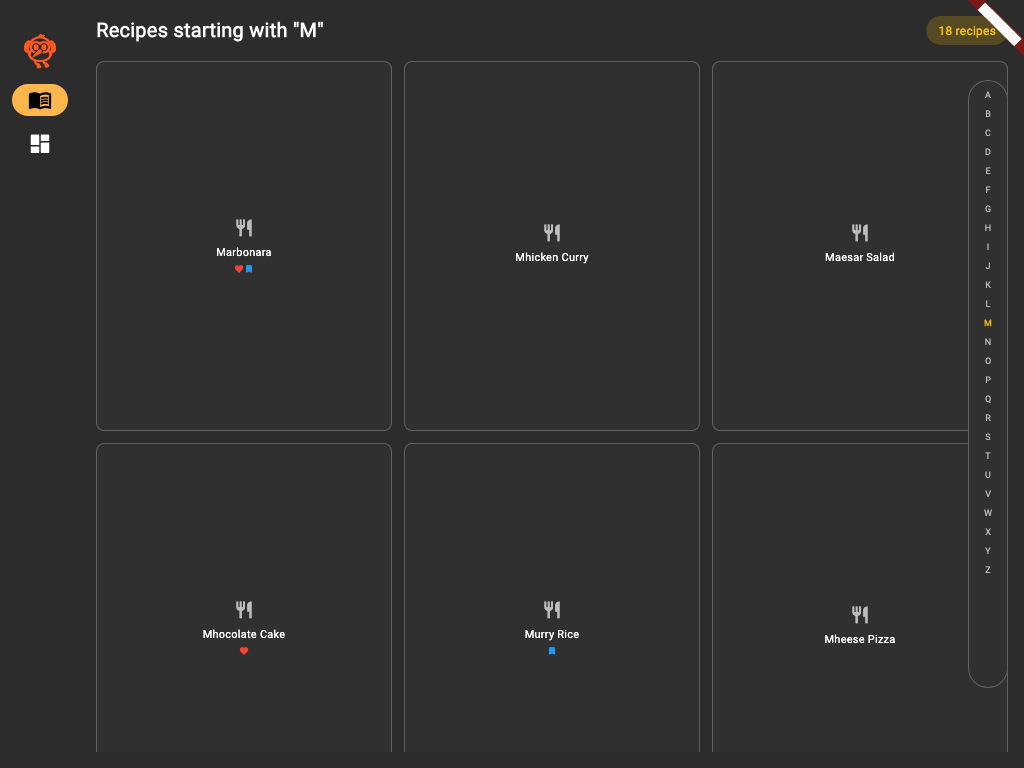 Recipes starting with "M"
18 recipes
Marbonara
Mhicken Curry
Maesar Salad
Mhocolate Cake
Murry Rice
Mheese Pizza
A
B
C
D
E
F
G
H
I
J
K
L
M
N
O
P
Q
R
S
T
U
V
W
X
Y
Z